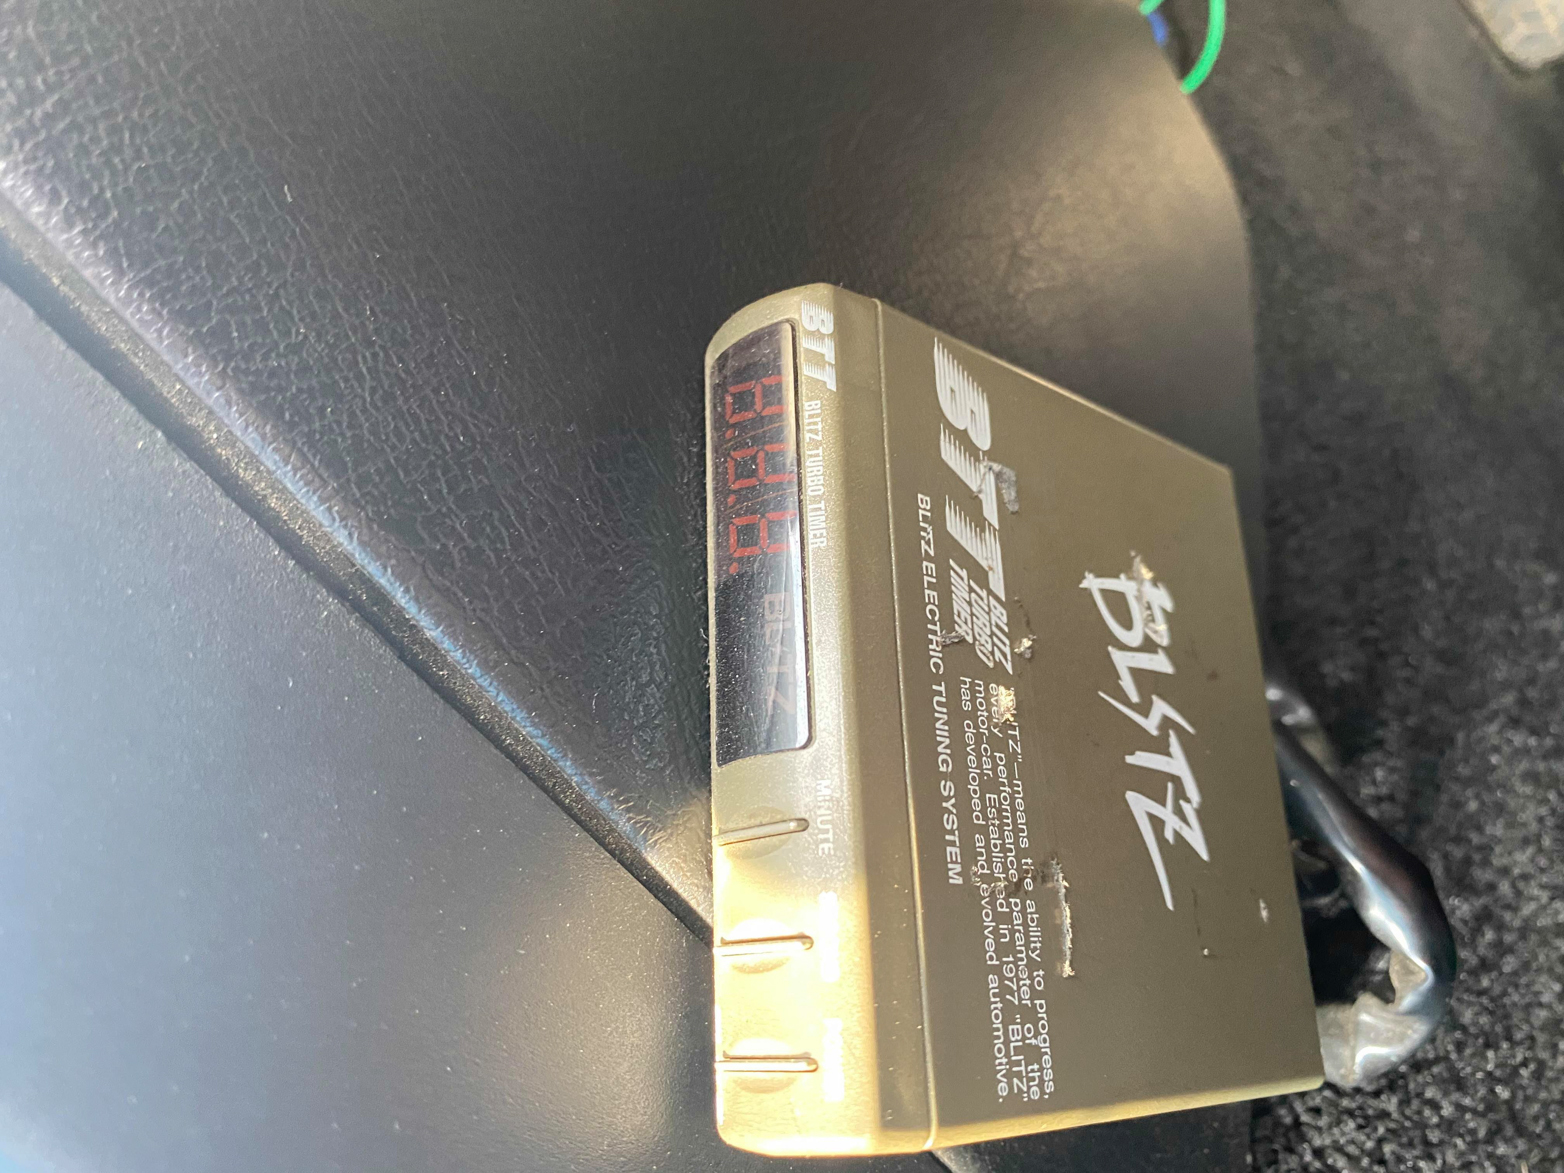 BTT BLITZ TURBO TIMER
8.8.8.
BLITZ
MINUTE
BLITZ
BTT BLITZ
TURBO
TIMER
means the ability to progress,
every performance parameter of the
motor-car. Established in 1977 "BLITZ"
has developed and evolved automotive.
BLITZ ELECTRIC TUNING SYSTEM